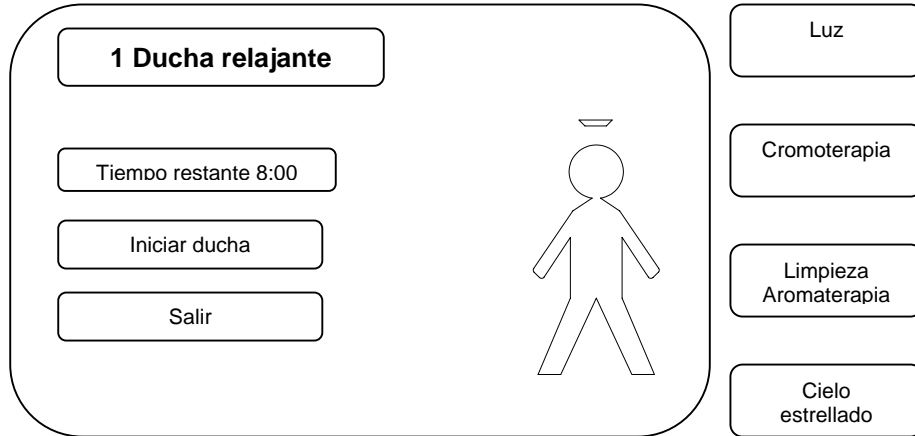 1 Ducha relajante
Tiempo restante 8:00
Iniciar ducha
Salir
Luz
Cromoterapia
Limpieza
Aromaterapia
Cielo
estrellado